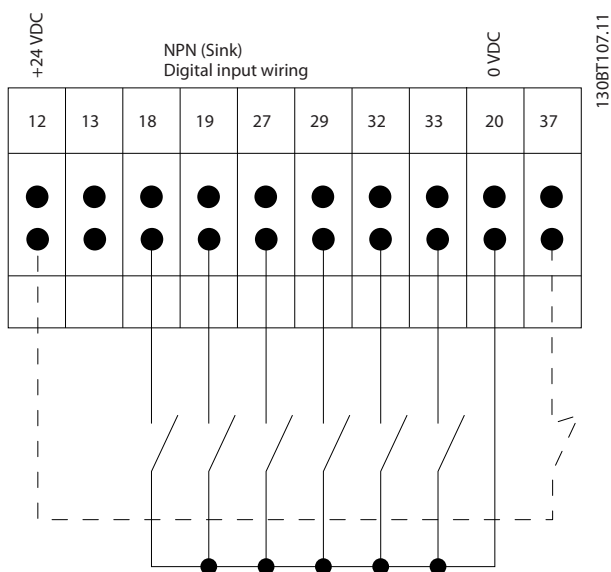 +24 VDC
NPN (Sink)
Digital input wiring
0 VDC
130BT107.11
12 13 18 19 27 29 32 33 20 37